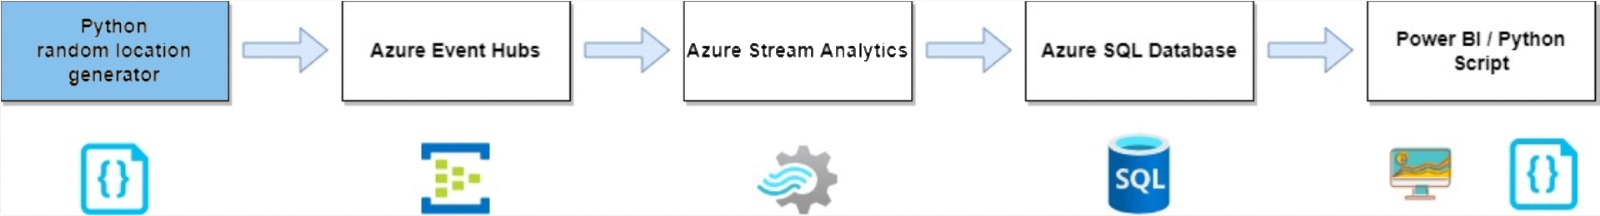 Python
random location
generator
Azure Event Hubs
Azure Stream Analytics
Azure SQL Database
Power BI / Python
Script
{}
SQL
{}